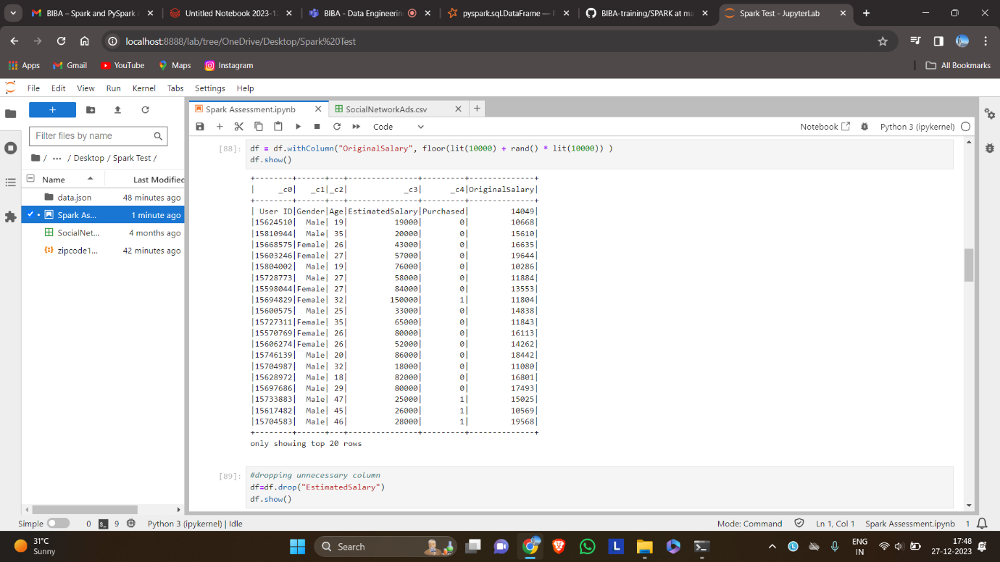 BIBA – Spark and PySpark
Untitled Notebook 2023-12
BIBA - Data Engineerin
pyspark.sql.DataFrame —
BIBA-training/SPARK at ma
Spark Test - JupyterLab
localhost:8888/lab/tree/OneDrive/Desktop/Spark%20Test
Apps
Gmail
YouTube
Maps
Instagram
All Bookmarks
File Edit View Run Kernel Tabs Settings Help
Spark Assessment.ipynb
SocialNetworkAds.csv
Code
Notebook
Python 3 (ipykernel)
Filter files by name
/ ... / Desktop / Spark Test /
Name Last Modified
data.json 48 minutes ago
Spark As... 1 minute ago
SocialNet... 4 months ago
zipcode1... 42 minutes ago
[88]: df = df.withColumn("OriginalSalary", floor(lit(10000) + rand() * lit(10000)) )
df.show()
+--------+------+---+---------------+---------+--------------+
|     _c0|   _c1|_c2|            _c3|      _c4|OriginalSalary|
+--------+------+---+---------------+---------+--------------+
| User ID|Gender|Age|EstimatedSalary|Purchased|         14049|
|15624510|  Male| 19|          19000|        0|         10668|
|15810944|  Male| 35|          20000|        0|         15610|
|15668575|Female| 26|          43000|        0|         16635|
|15603246|Female| 27|          57000|        0|         19644|
|15804002|  Male| 19|          76000|        0|         10286|
|15728773|  Male| 27|          58000|        0|         11884|
|15598044|Female| 27|          84000|        0|         13553|
|15694829|Female| 32|         150000|        1|         11804|
|15600575|  Male| 25|          33000|        0|         14838|
|15727311|Female| 35|          65000|        0|         11843|
|15570769|Female| 26|          80000|        0|         16113|
|15606274|Female| 26|          52000|        0|         14262|
|15746139|  Male| 20|          86000|        0|         18442|
|15704987|  Male| 32|          18000|        0|         11080|
|15628972|  Male| 18|          82000|        0|         16801|
|15697686|  Male| 29|          80000|        0|         17493|
|15733883|  Male| 47|          25000|        1|         15025|
|15617482|  Male| 45|          26000|        1|         10569|
|15704583|  Male| 46|          28000|        1|         19568|
+--------+------+---+---------------+---------+--------------+
only showing top 20 rows
[89]: #dropping unnecessary column
df=df.drop("EstimatedSalary")
df.show()
Simple 0 9 Python 3 (ipykernel) | Idle
Mode: Command Ln 1, Col 1 Spark Assessment.ipynb 1
31°C
Sunny
Search
L
ENG
IN
17:48
27-12-2023